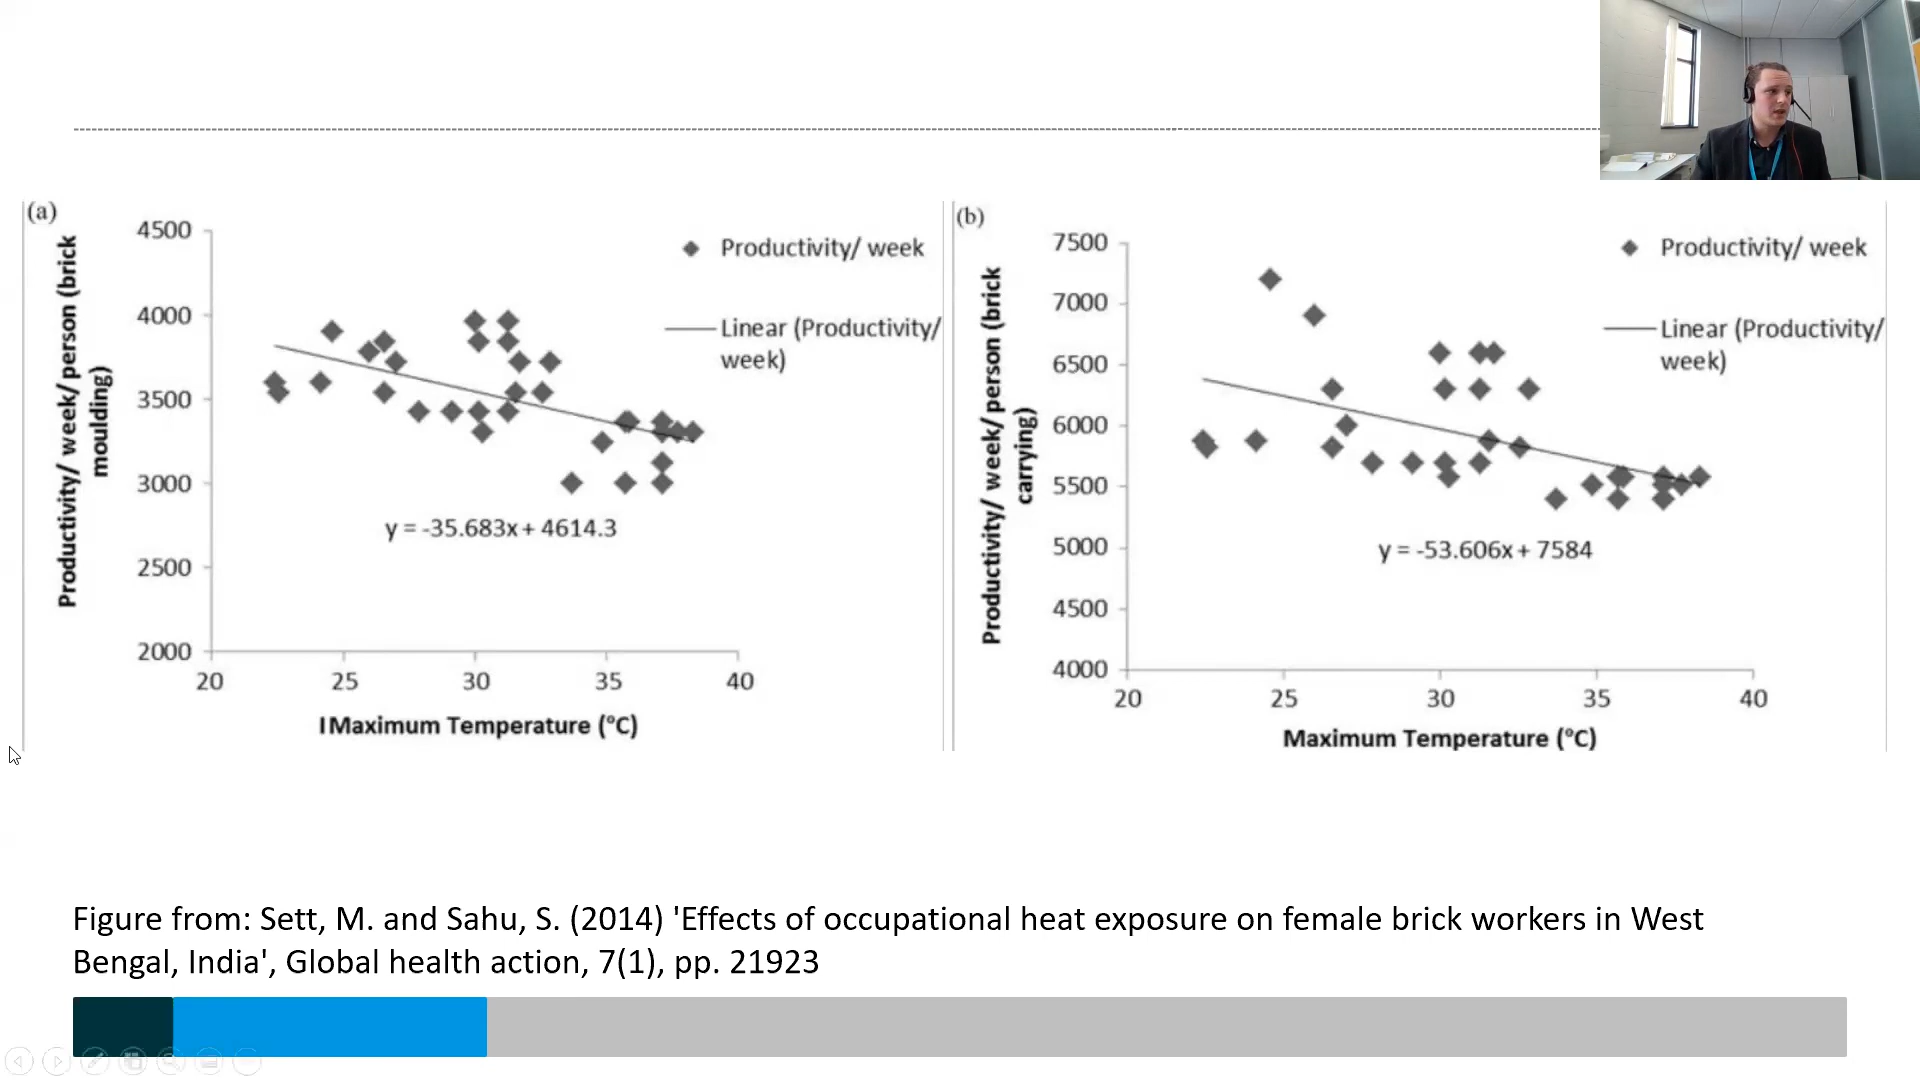 (a)
4500
4000
3500
3000
2500
2000
20 25 30 35 40
Productivity/ week/ person (brick
moulding)
Productivity/ week
Linear (Productivity/
week)
y = -35.683x + 4614.3
Maximum Temperature (°C)
(b)
7500
7000
6500
6000
5500
5000
4500
4000
20 25 30 35 40
Productivity/ week/ person (brick
carrying)
Productivity/ week
Linear (Productivity/
week)
y = -53.606x + 7584
Maximum Temperature (°C)
Figure from: Sett, M. and Sahu, S. (2014) 'Effects of occupational heat exposure on female brick workers in West
Bengal, India', Global health action, 7(1), pp. 21923